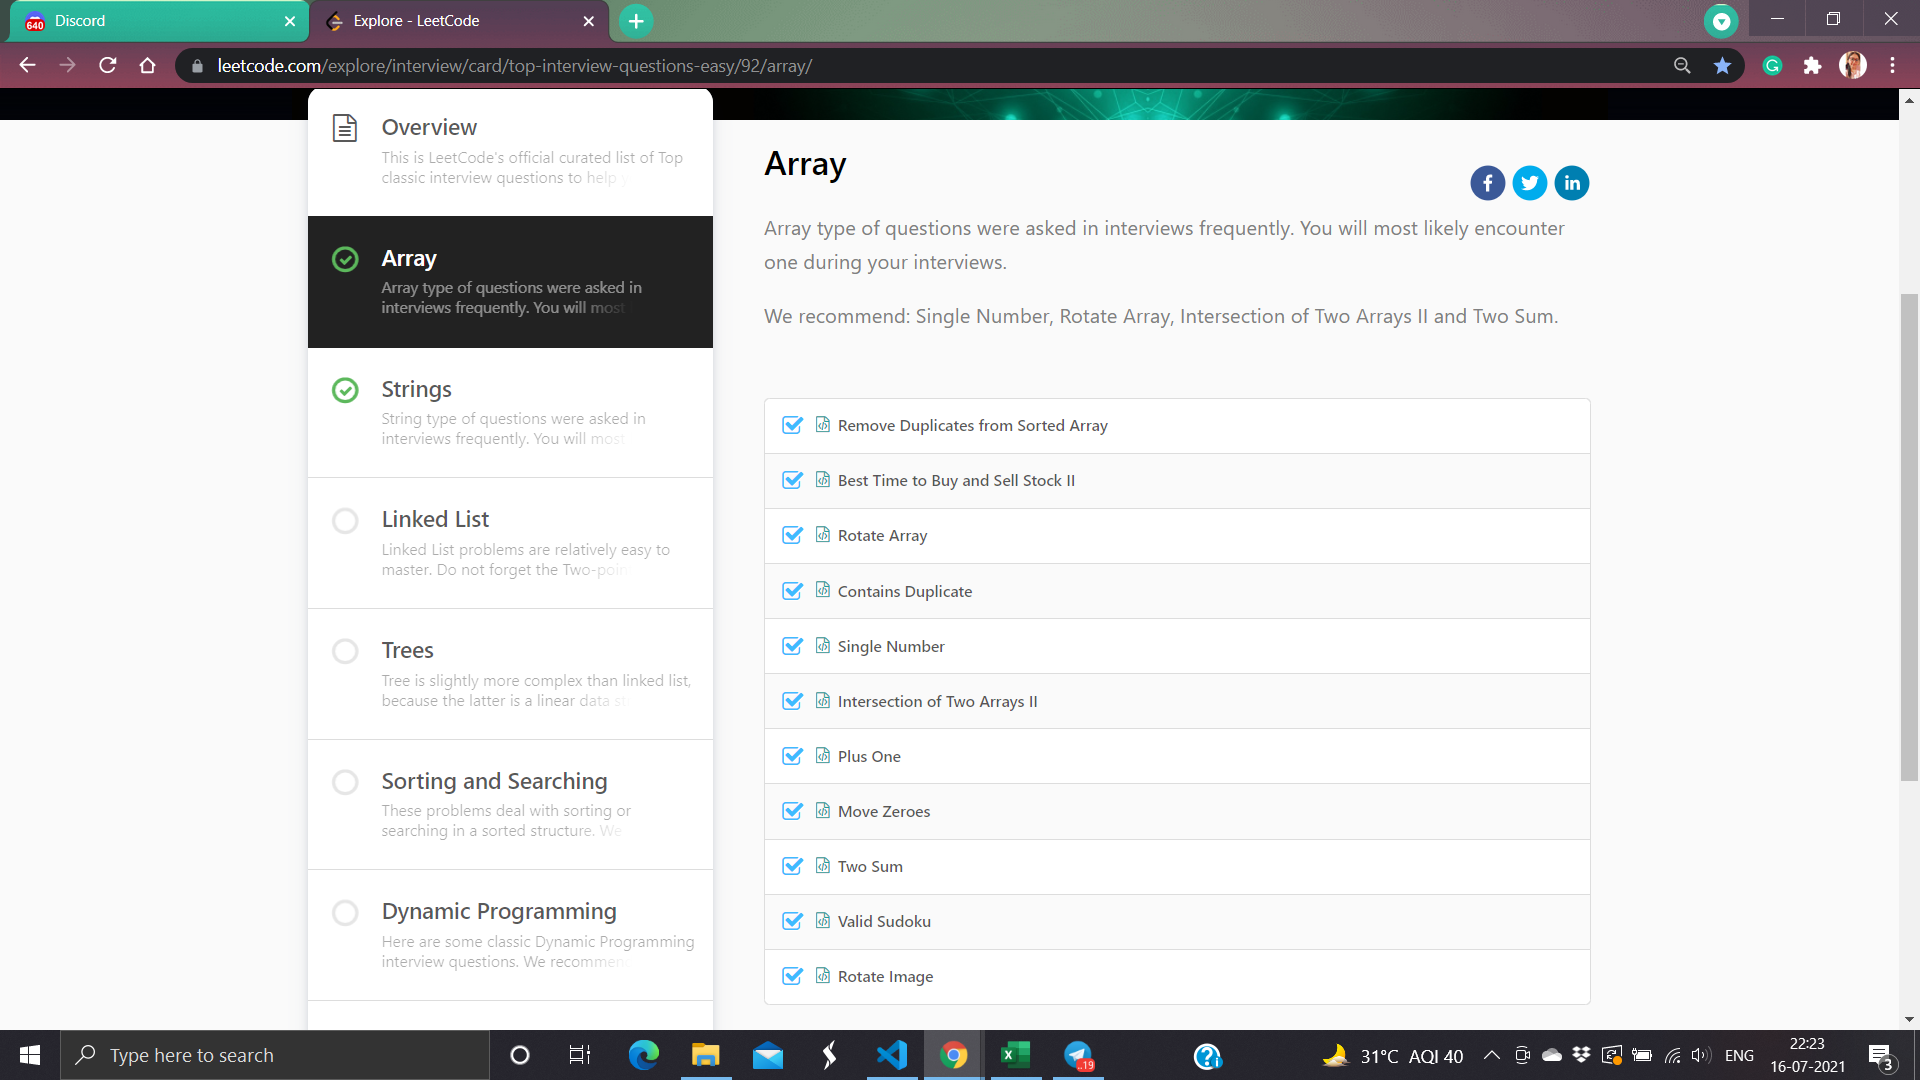 Discord
Explore - LeetCode
leetcode.com/explore/interview/card/top-interview-questions-easy/92/array/
Overview
This is LeetCode's official curated list of Top
classic interview questions to help
Array
Array type of questions were asked in
interviews frequently. You will most
Strings
String type of questions were asked in
interviews frequently. You will most
Linked List
Linked List problems are relatively easy to
master. Do not forget the Two-poin
Trees
Tree is slightly more complex than linked list,
because the latter is a linear data st
Sorting and Searching
These problems deal with sorting or
searching in a sorted structure. We
Dynamic Programming
Here are some classic Dynamic Programming
interview questions. We recommen
Array
Array type of questions were asked in interviews frequently. You will most likely encounter
one during your interviews.
We recommend: Single Number, Rotate Array, Intersection of Two Arrays II and Two Sum.
Remove Duplicates from Sorted Array
Best Time to Buy and Sell Stock II
Rotate Array
Contains Duplicate
Single Number
Intersection of Two Arrays II
Plus One
Move Zeroes
Two Sum
Valid Sudoku
Rotate Image
Type here to search
..19
31°C AQI 40
ENG
22:23
16-07-2021
3
640